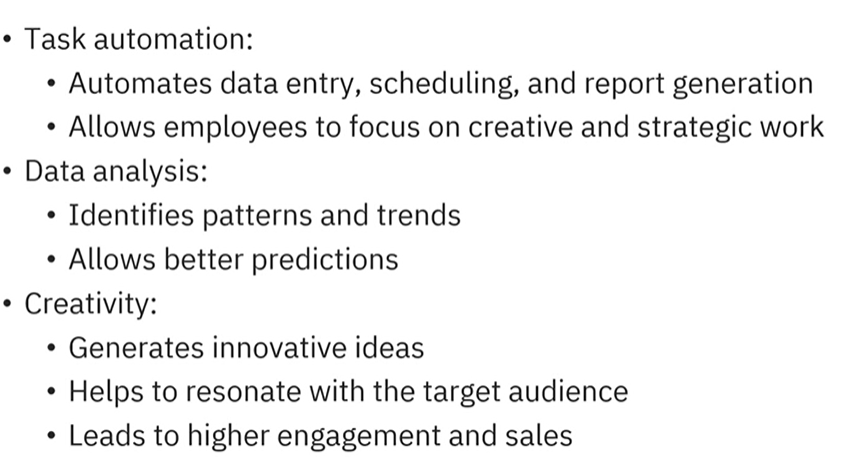 • Task automation:
• Automates data entry, scheduling, and report generation
• Allows employees to focus on creative and strategic work
• Data analysis:
• Identifies patterns and trends
• Allows better predictions
• Creativity:
• Generates innovative ideas
• Helps to resonate with the target audience
• Leads to higher engagement and sales